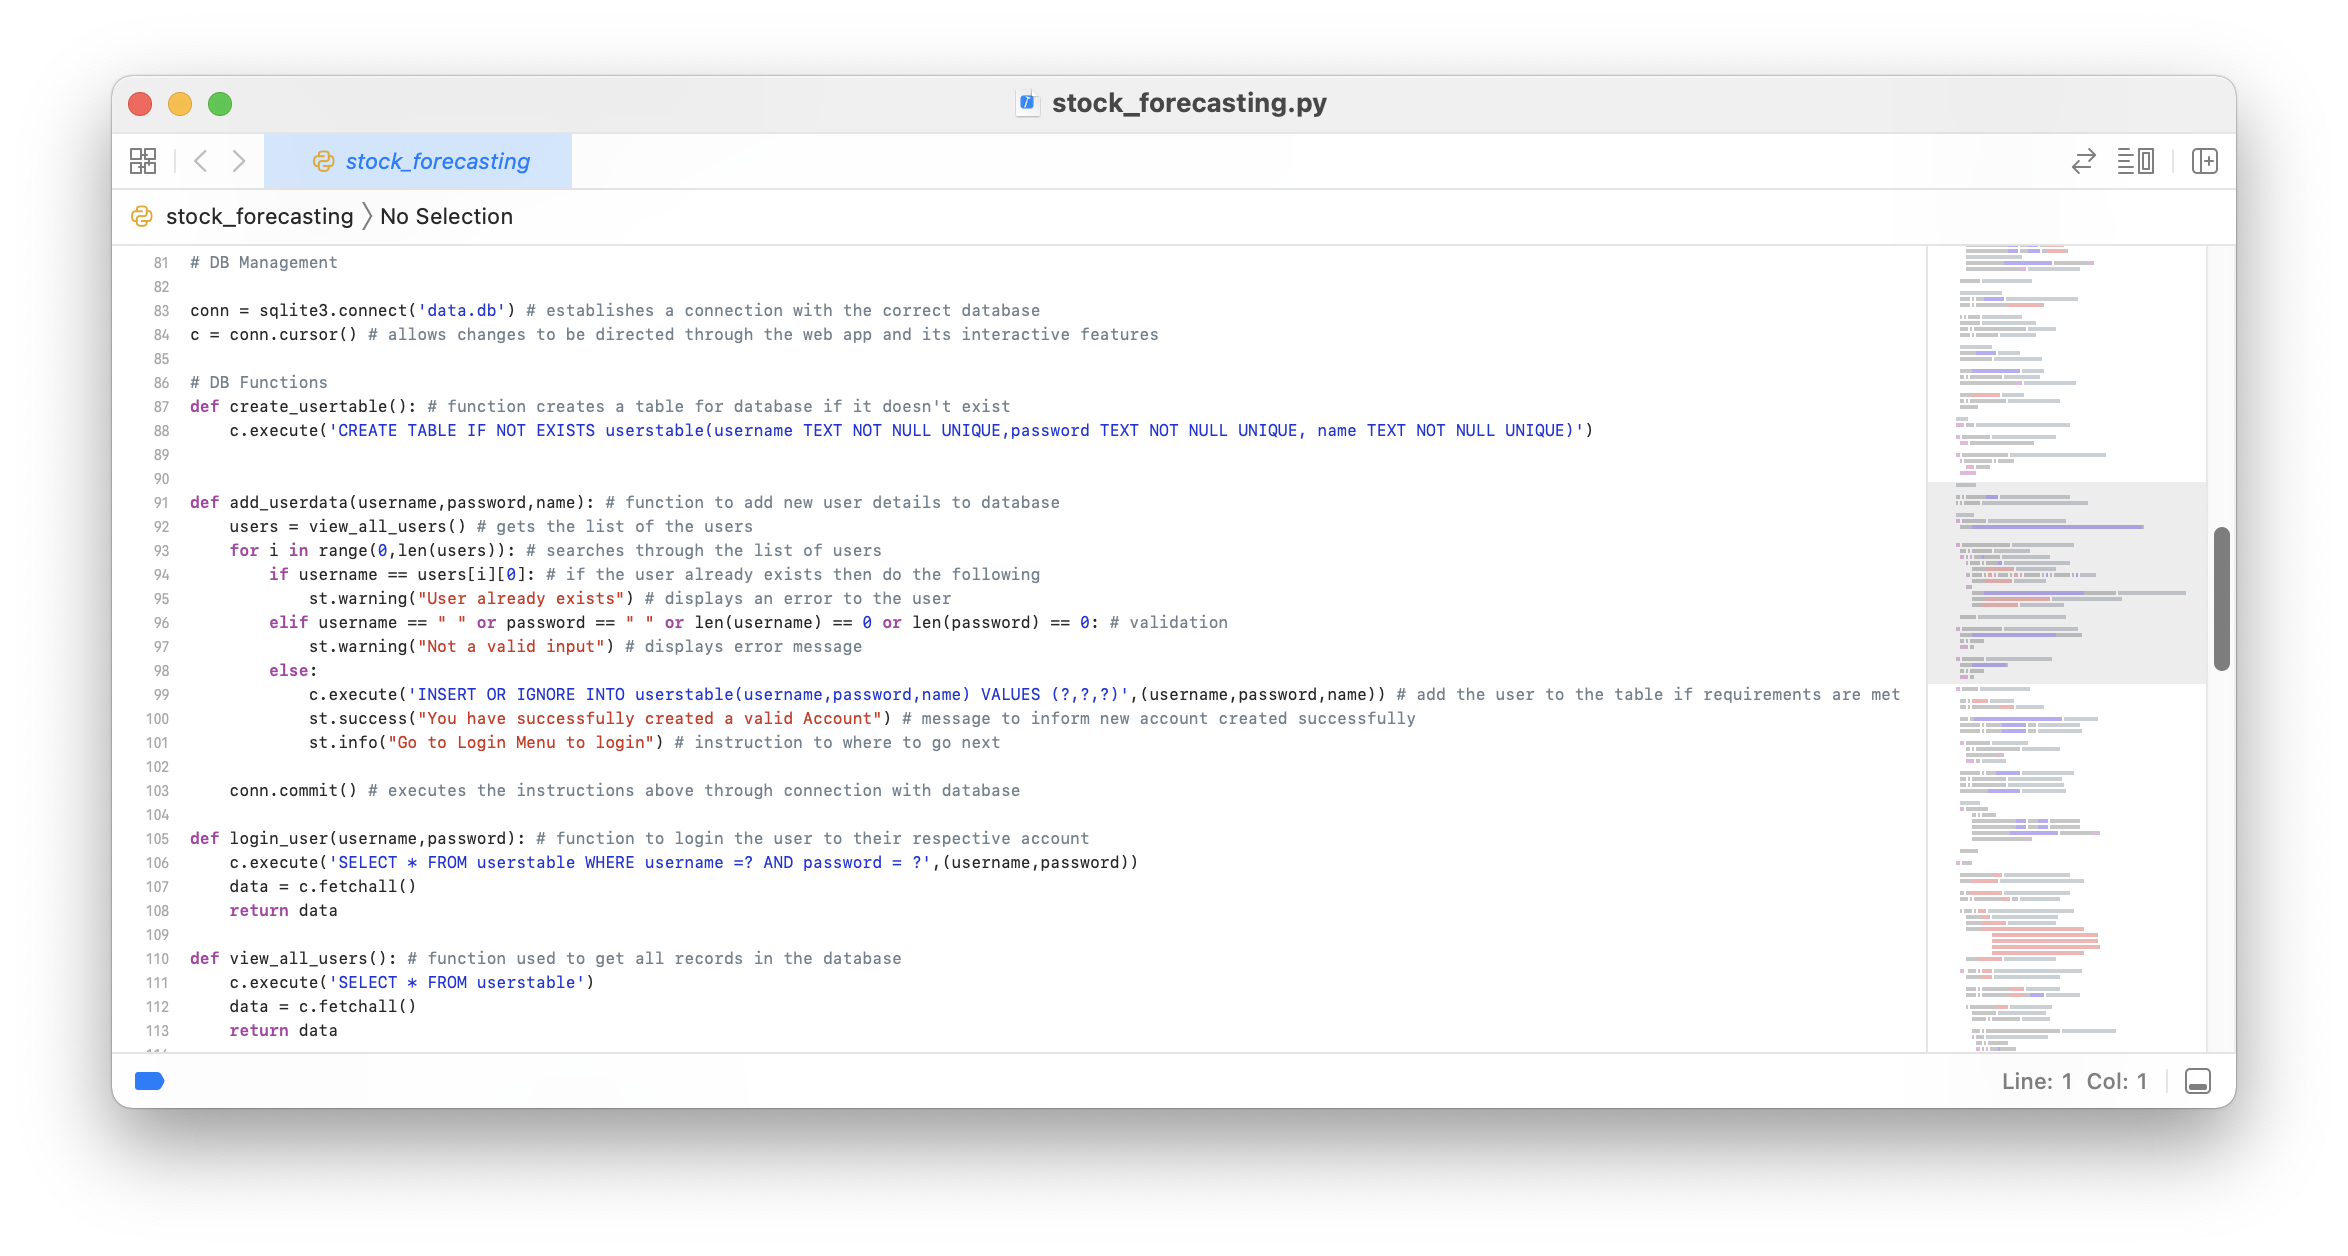 stock_forecasting.py
stock_forecasting
stock_forecasting 〉 No Selection
81 # DB Management
82
83 conn = sqlite3.connect('data.db') # establishes a connection with the correct database
84 c = conn.cursor() # allows changes to be directed through the web app and its interactive features
85
86 # DB Functions
87 def create_usertable(): # function creates a table for database if it doesn't exist
88     c.execute('CREATE TABLE IF NOT EXISTS userstable(username TEXT NOT NULL UNIQUE,password TEXT NOT NULL UNIQUE, name TEXT NOT NULL UNIQUE)')
89
90
91 def add_userdata(username,password,name): # function to add new user details to database
92     users = view_all_users() # gets the list of the users
93     for i in range(0,len(users)): # searches through the list of users
94         if username == users[i][0]: # if the user already exists then do the following
95             st.warning("User already exists") # displays an error to the user
96         elif username == " " or password == " " or len(username) == 0 or len(password) == 0: # validation
97             st.warning("Not a valid input") # displays error message
98         else:
99             c.execute('INSERT OR IGNORE INTO userstable(username,password,name) VALUES (?,?,?)',(username,password,name)) # add the user to the table if requirements are met
100             st.success("You have successfully created a valid Account") # message to inform new account created successfully
101             st.info("Go to Login Menu to login") # instruction to where to go next
102
103     conn.commit() # executes the instructions above through connection with database
104
105 def login_user(username,password): # function to login the user to their respective account
106     c.execute('SELECT * FROM userstable WHERE username =? AND password = ?',(username,password))
107     data = c.fetchall()
108     return data
109
110 def view_all_users(): # function used to get all records in the database
111     c.execute('SELECT * FROM userstable')
112     data = c.fetchall()
113     return data
Line: 1 Col: 1